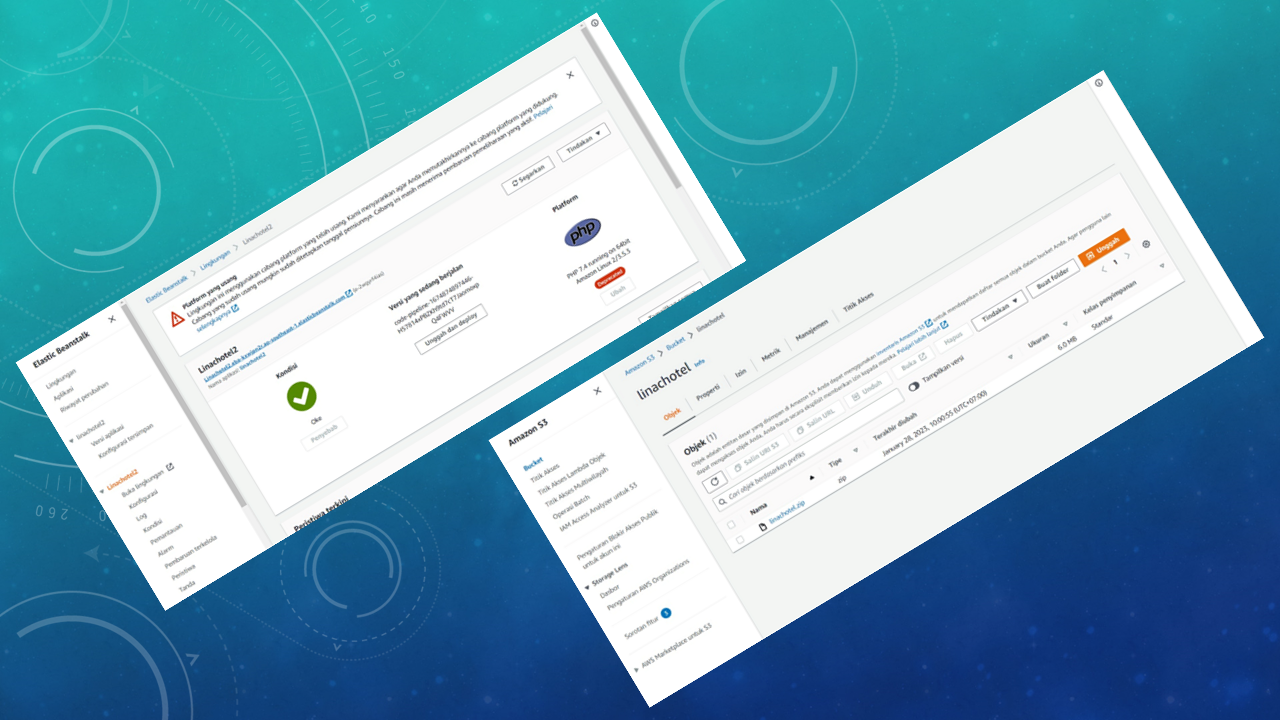 Elastic Beanstalk
Lingkungan
Aplikasi
Riwayat perubahan
linachotel2
Versi aplikasi
Konfigurasi tersimpan
Linachotel2
Buka lingkungan
Konfigurasi
Log
Kondisi
Pemantauan
Alarm
Pembaruan terkelola
Peristiwa
Tanda
Elastic Beanstalk > Lingkungan > Linachotel2
Platform yang usang
Lingkungan ini menggunakan cabang platform yang telah usang. Kami menyarankan agar Anda memutakhirkannya ke cabang platform yang didukung.
Cabang yang sudah usang mungkin sudah ditetapkan tanggal pensiunnya. Cabang ini masih menerima pembaruan pemeliharaan yang aktif. Pelajari
selengkapnya
Linachotel2
Nama aplikasi: linachotel2
Segarkan
Tindakan
Kondisi
Oke
Penyebab
Versi yang sedang berjalan
Unggah dan deploy
Platform
php
PHP 7.4 running on 64bit
Amazon Linux 2/3.5.3
Deprecated
Ubah
Peristiwa terkini
Amazon S3
Bucket
Titik Akses
Titik Akses Lambda Objek
Titik Akses Multiwilayah
Operasi Batch
IAM Access Analyzer untuk S3
Pengaturan Blokir Akses Publik
untuk akun ini
Storage Lens
Dasbor
Pengaturan AWS Organizations
Sorotan fitur 3
AWS Marketplace untuk S3
Amazon S3 > Bucket > linachotel
linachotel Info
Objek
Properti
Izin
Metrik
Manajemen
Titik Akses
Objek (1)
Objek adalah entitas dasar yang disimpan di Amazon S3. Anda dapat menggunakan inventaris Amazon S3 untuk mendapatkan daftar semua objek dalam bucket Anda. Agar pengguna lain
dapat mengakses objek Anda, Anda harus secara eksplisit memberikan izin kepada mereka. Pelajari lebih lanjut
Salin URI S3
Salin URL
Unduh
Buka
Hapus
Tindakan
Buat folder
Unggah
Cari objek berdasarkan prefiks
Tampilkan versi
1
Nama
Tipe
Terakhir diubah
Ukuran
Kelas penyimpanan
linachotel.zip
zip
January 28, 2023, 10:00:55 (UTC+07:00)
6.0 MB
Standar
150
260